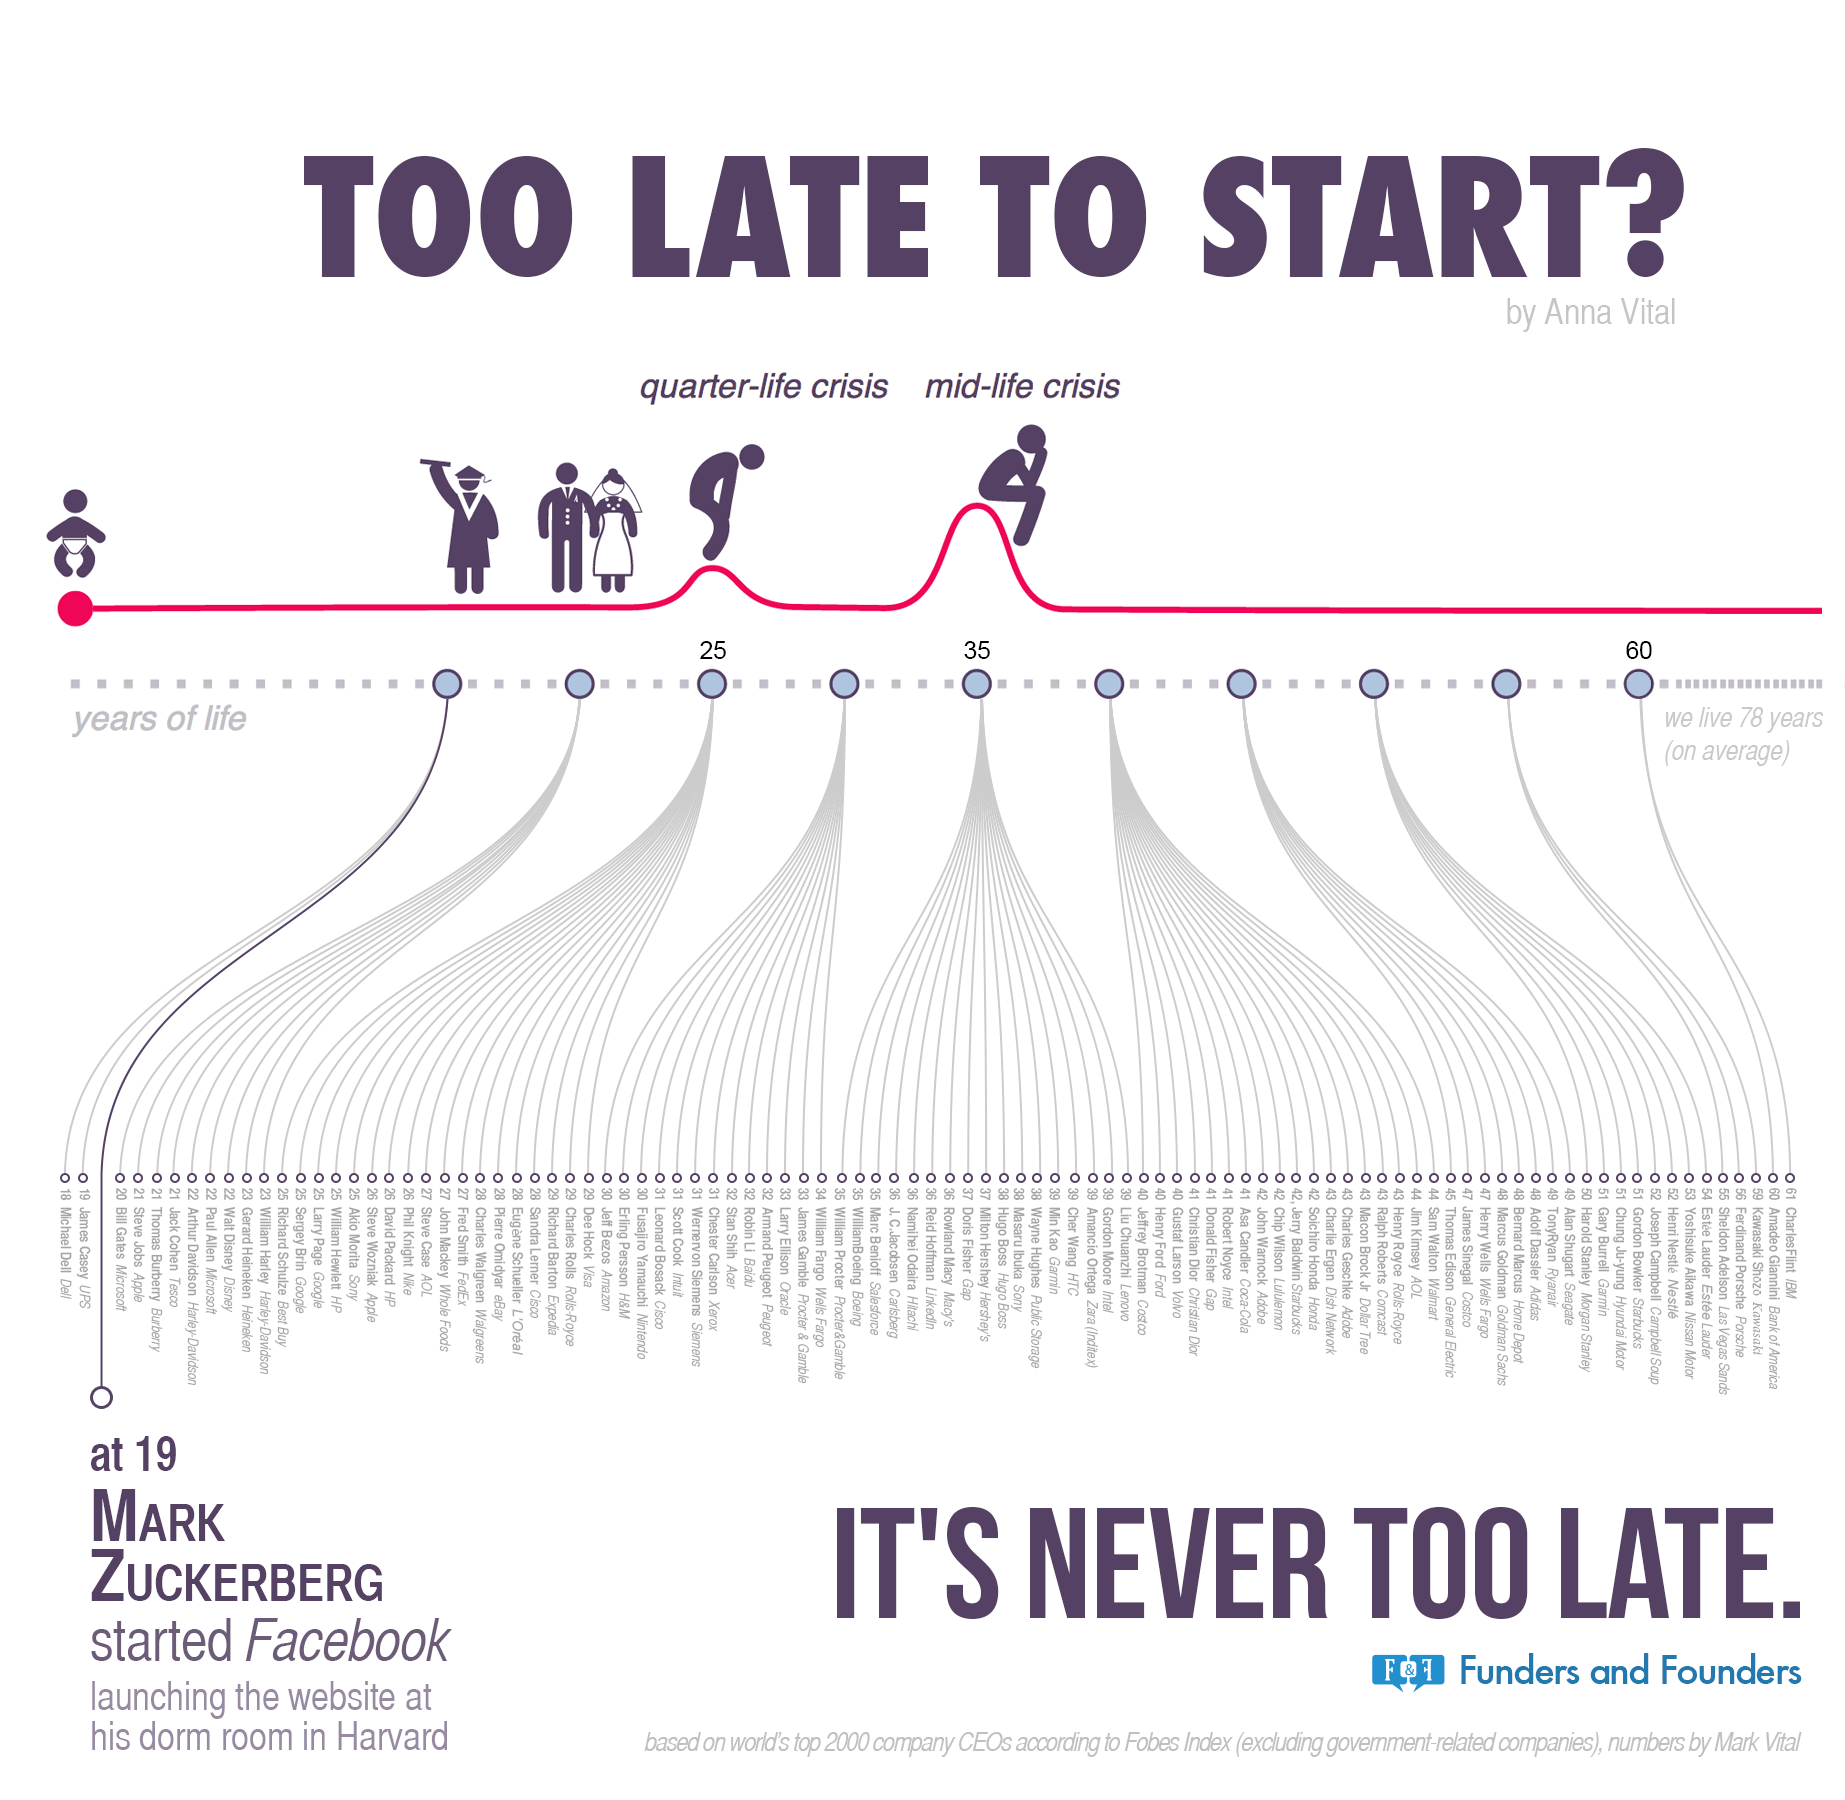 TOO LATE TO START?
by Anna Vital
quarter-life crisis
mid-life crisis
25
35
60
years of life
we live 78 years
(on average)
18 Michael Dell Dell
19 James Casey UPS
20 Bill Gates Microsoft
21 Steve Jobs Apple
21 Thomas Burberry Burberry
21 Jack Cohen Tesco
22 Arthur Davidson Harley-Davidson
22 Paul Allen Microsoft
22 Walt Disney Disney
23 Gerard Heineken Heineken
23 William Harley Harley-Davidson
25 Richard Schulze Best Buy
25 Sergey Brin Google
25 Larry Page Google
25 William Hewlett HP
25 Akio Morita Sony
26 Steve Wozniak Apple
26 David Packard HP
26 Phil Knight Nike
27 Steve Case AOL
27 John Mackey Whole Foods
27 Fred Smith FedEx
28 Charles Walgreen Walgreens
28 Pierre Omidyar eBay
28 Eugène Schueller L'Oréal
28 Sandra Lerner Cisco
29 Richard Barton Expedia
29 Charles Rolls Rolls-Royce
29 Dee Hock Visa
30 Jeff Bezos Amazon
30 Erling Persson H&M
30 Fusajiro Yamauchi Nintendo
31 Leonard Bosack Cisco
31 Scott Cook Intuit
31 Werner von Siemens Siemens
31 Chester Carlson Xerox
32 Stan Shih Acer
32 Robin Li Baidu
32 Armand Peugeot Peugeot
33 Larry Ellison Oracle
33 James Gamble Procter & Gamble
34 William Fargo Wells Fargo
35 William Procter Procter&Gamble
35 WilliamBoeing Boeing
35 Marc Benioff Salesforce
36 J. C.Jacobsen Carlsberg
36 Namihei Odaira Hitachi
36 Reid Hoffman LinkedIn
36 Rowland Macy Macy's
37 Doris Fisher Gap
37 Milton Hershey Hershey's
38 Hugo Boss Hugo Boss
38 Masaru Ibuka Sony
38 Wayne Hughes Public Storage
39 Min Kao Garmin
39 Cher Wang HTC
39 Amancio Ortega Zara (Inditex)
39 Gordon Moore Intel
39 Liu Chuanzhi Lenovo
40 Jeffrey Brotman Costco
40 Henry Ford Ford
40 Gustaf Larson Volvo
41 Christian Dior Christian Dior
41 Donald Fisher Gap
41 Robert Noyce Intel
41 Asa Candler Coca-Cola
42 John Warnock Adobe
42 Chip Wilson Lululemon
42, Jerry Baldwin Starbucks
42 Soichiro Honda Honda
43 Charlie Ergen Dish Network
43 Charles Geschke Adobe
43 Macon Brock Jr Dollar Tree
43 Ralph Roberts Comcast
43 Henry Royce Rolls-Royce
44 Jim Kimsey AOL
44 Sam Walton Walmart
45 Thomas Edison General Electric
47 James Sinegal Costco
47 Henry Wells Wells Fargo
48 Marcus Goldman Goldman Sachs
48 Bernard Marcus Home Depot
48 Adolf Dassler Adidas
49 TonyRyan Ryanair
49 Alan Shugart Seagate
50 Harold Stanley Morgan Stanley
51 Gary Burrell Garmin
51 Chung Ju-yung Hyundai Motor
51 Gordon Bowker Starbucks
52 Joseph Campbell Campbell Soup
52 Henri Nestlé Nestlé
53 Yoshisuke Aikawa Nissan Motor
54 Estée Lauder Estée Lauder
55 Sheldon Adelson Las Vegas Sands
56 Ferdinand Porsche Porsche
59 Kawasaki Shozo Kawasaki
60 Amadeo Giannini Bank of America
61 CharlesFlint IBM
at 19
MARK
ZUCKERBERG
started Facebook
launching the website at
his dorm room in Harvard
IT'S NEVER TOO LATE.
F&F Funders and Founders
based on world's top 2000 company CEOs according to Fobes Index (excluding government-related companies), numbers by Mark Vital